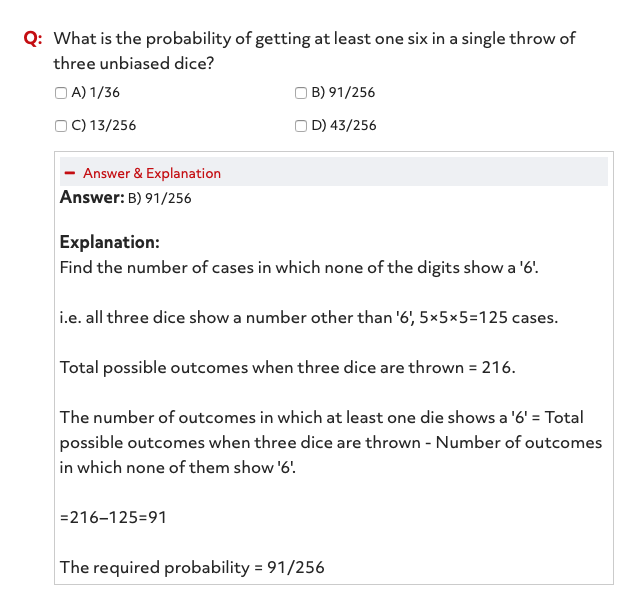 Q: What is the probability of getting at least one six in a single throw of
three unbiased dice?
A) 1/36 B) 91/256
C) 13/256 D) 43/256
− Answer & Explanation
Answer: B) 91/256
Explanation:
Find the number of cases in which none of the digits show a '6'.
i.e. all three dice show a number other than '6', 5×5×5=125 cases.
Total possible outcomes when three dice are thrown = 216.
The number of outcomes in which at least one die shows a '6' = Total
possible outcomes when three dice are thrown - Number of outcomes
in which none of them show '6'.
=216–125=91
The required probability = 91/256